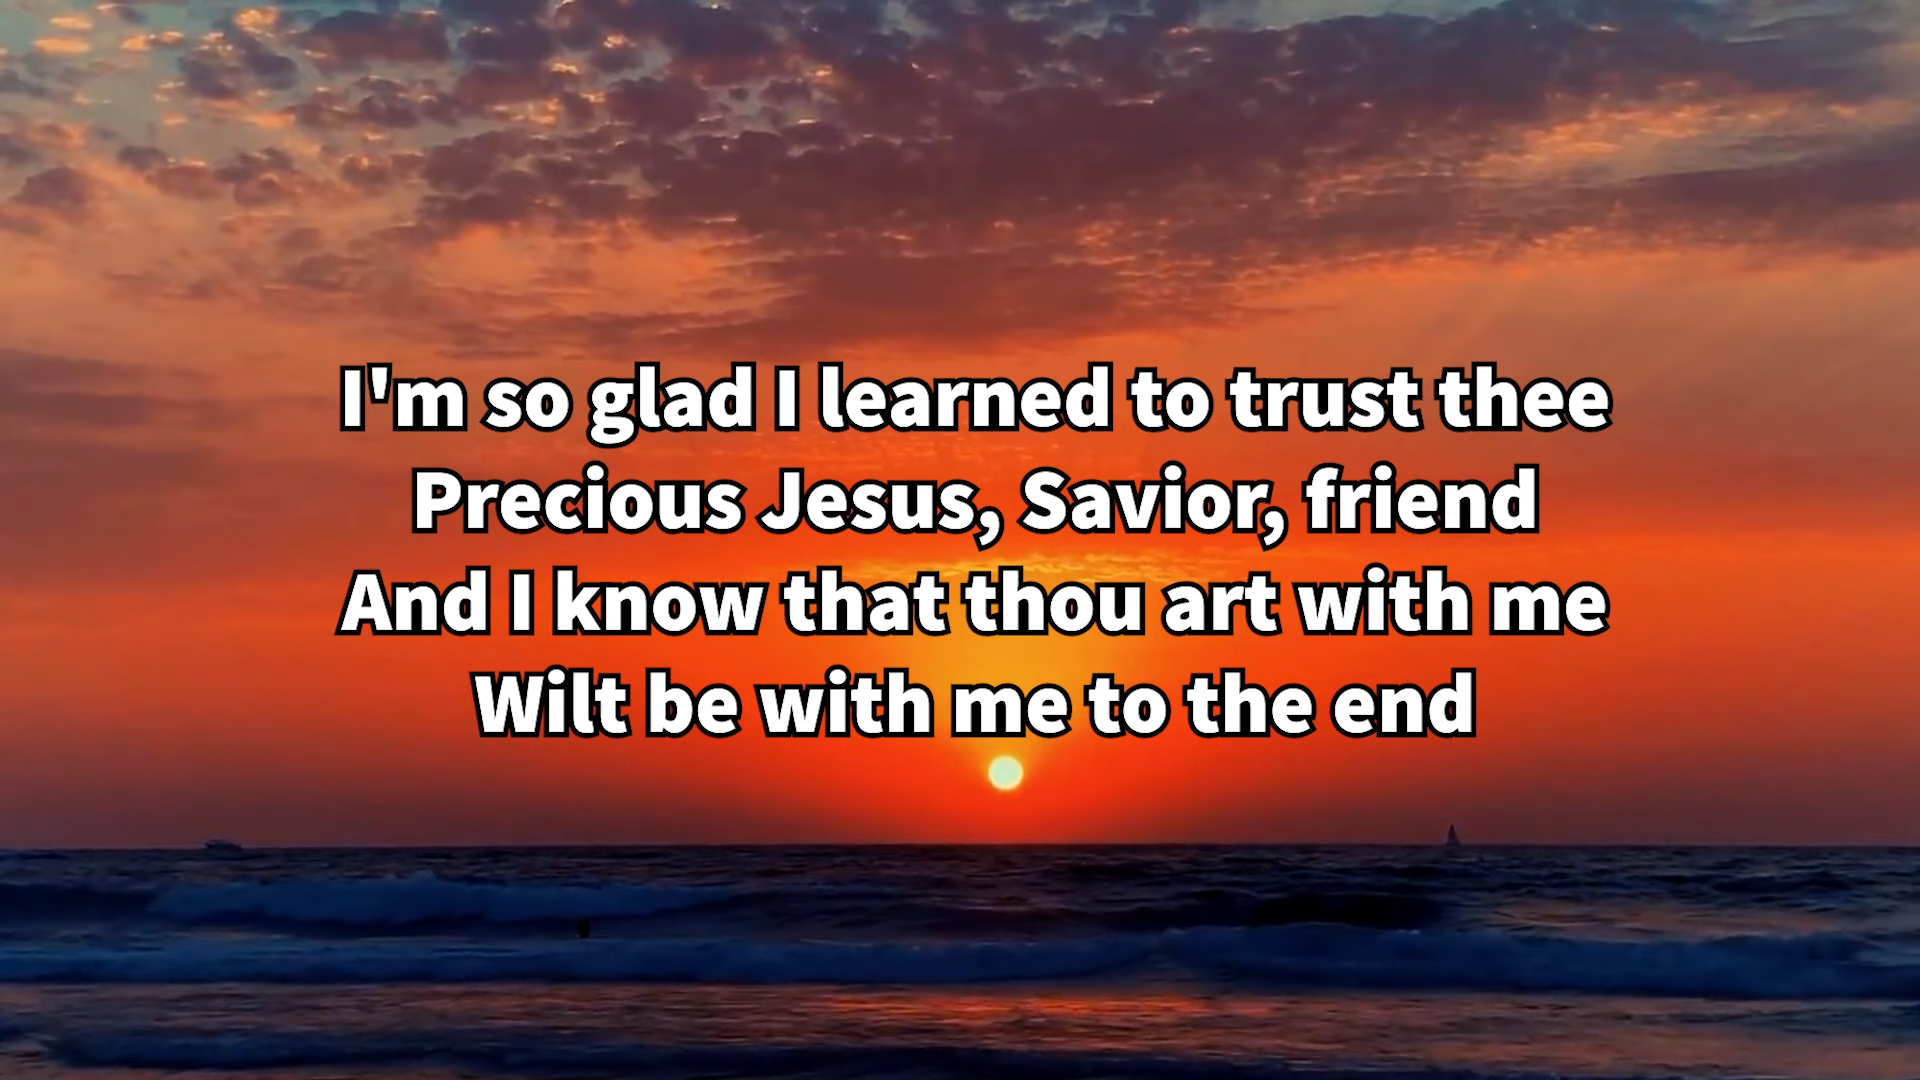 I'm so glad I learned to trust thee
Precious Jesus, Savior, friend
And I know that thou art with me
Wilt be with me to the end